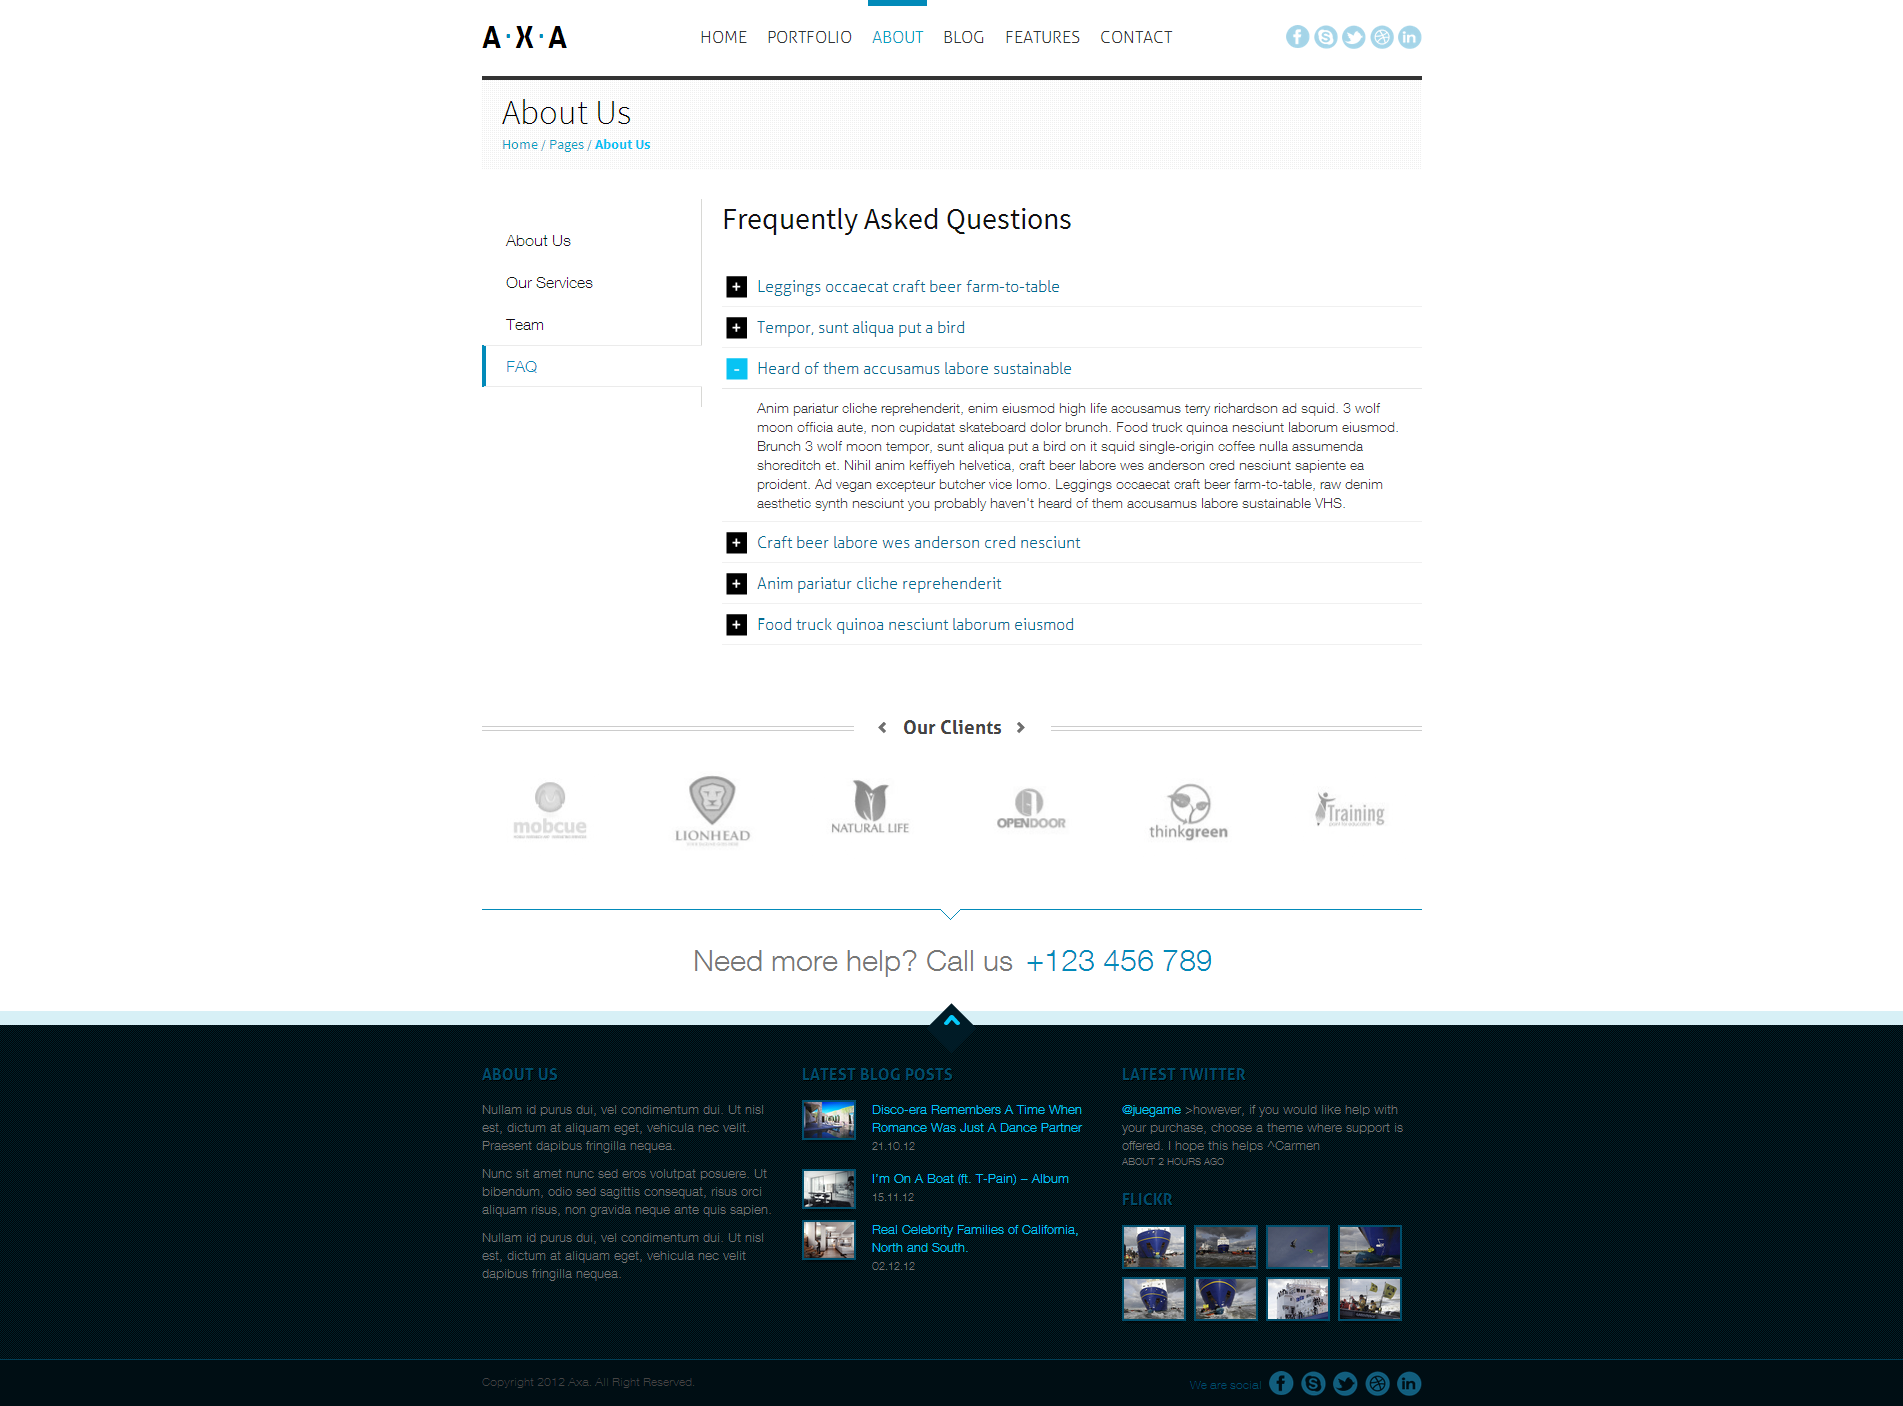 A·X·A
HOME PORTFOLIO ABOUT BLOG FEATURES CONTACT
About Us
Home / Pages / About Us
About Us
Our Services
Team
FAQ
Frequently Asked Questions
+ Leggings occaecat craft beer farm-to-table
+ Tempor, sunt aliqua put a bird
- Heard of them accusamus labore sustainable
Anim pariatur cliche reprehenderit, enim eiusmod high life accusamus terry richardson ad squid. 3 wolf
moon officia aute, non cupidatat skateboard dolor brunch. Food truck quinoa nesciunt laborum eiusmod.
Brunch 3 wolf moon tempor, sunt aliqua put a bird on it squid single-origin coffee nulla assumenda
shoreditch et. Nihil anim keffiyeh helvetica, craft beer labore wes anderson cred nesciunt sapiente ea
proident. Ad vegan excepteur butcher vice lomo. Leggings occaecat craft beer farm-to-table, raw denim
aesthetic synth nesciunt you probably haven't heard of them accusamus labore sustainable VHS.
+ Craft beer labore wes anderson cred nesciunt
+ Anim pariatur cliche reprehenderit
+ Food truck quinoa nesciunt laborum eiusmod
Our Clients
mobcue
LIONHEAD
NATURAL LIFE
OPENDOOR
thinkgreen
Training
Need more help? Call us +123 456 789
ABOUT US
Nullam id purus dui, vel condimentum dui. Ut nisl
est, dictum at aliquam eget, vehicula nec velit.
Praesent dapibus fringilla nequea.
Nunc sit amet nunc sed eros volutpat posuere. Ut
bibendum, odio sed sagittis consequat, risus orci
aliquam risus, non gravida neque ante quis sapien.
Nullam id purus dui, vel condimentum dui. Ut nisl
est, dictum at aliquam eget, vehicula nec velit
dapibus fringilla nequea.
LATEST BLOG POSTS
Disco-era Remembers A Time When
Romance Was Just A Dance Partner
21.10.12
I'm On A Boat (ft. T-Pain) – Album
15.11.12
Real Celebrity Families of California,
North and South.
02.12.12
LATEST TWITTER
@juegame >however, if you would like help with
your purchase, choose a theme where support is
offered. I hope this helps ^Carmen
ABOUT 2 HOURS AGO
FLICKR
Copyright 2012 Axa. All Right Reserved.
We are social